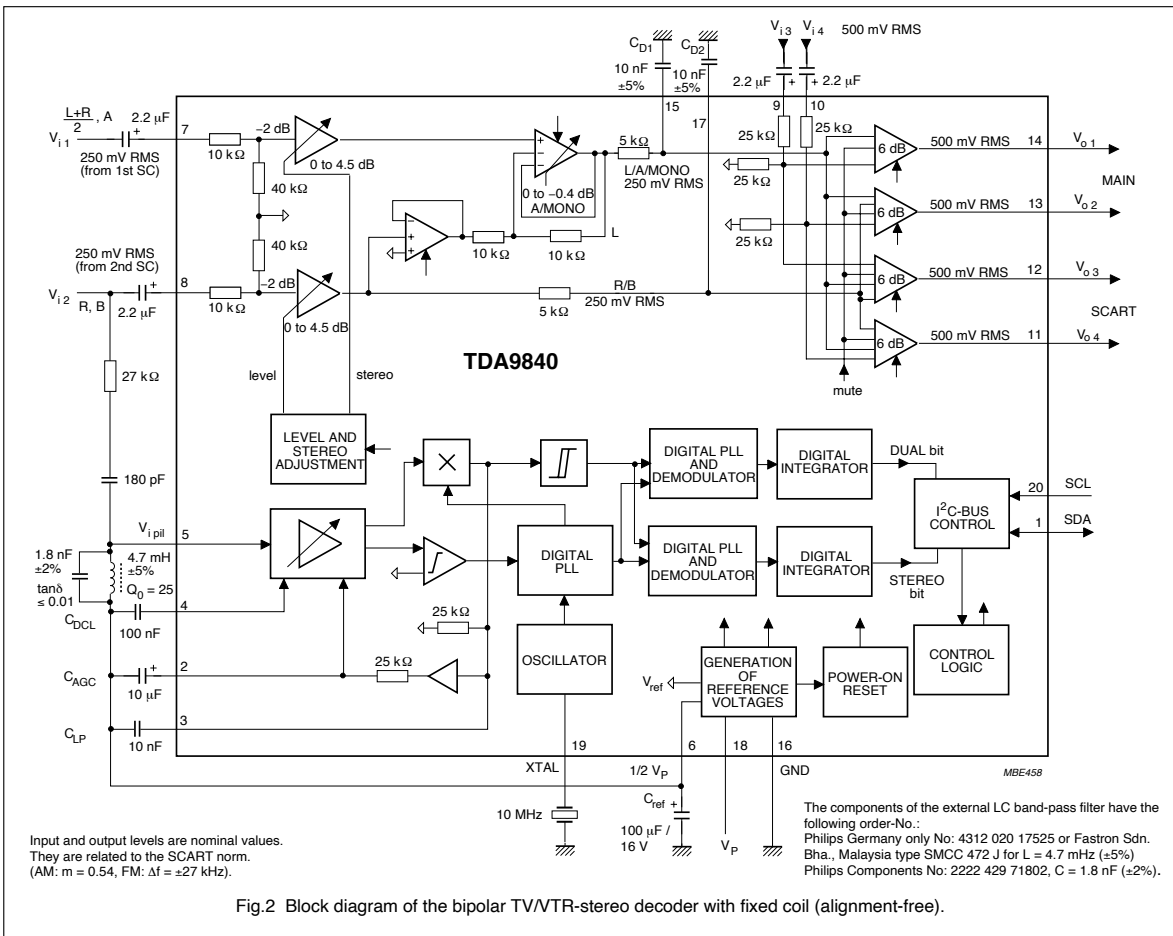 C D1
C D2
V i 3
V i 4
500 mV RMS
10 nF
±5%
10 nF
±5%
2.2 µF
+
+
2.2 µF
15
17
9
10
L+R
2
, A
2.2 µF
+
7
V i 1
250 mV RMS
(from 1st SC)
10 kΩ
−2 dB
0 to 4.5 dB
40 kΩ
40 kΩ
+
−
−
0 to −0.4 dB
A/MONO
5 kΩ
L/A/MONO
250 mV RMS
25 kΩ
25 kΩ
25 kΩ
25 kΩ
6 dB
500 mV RMS
14
V o 1
MAIN
6 dB
500 mV RMS
13
V o 2
−
+
+
10 kΩ
10 kΩ
L
250 mV RMS
(from 2nd SC)
8
V i 2
R, B
+
2.2 µF
10 kΩ
−2 dB
0 to 4.5 dB
R/B
250 mV RMS
5 kΩ
6 dB
500 mV RMS
12
V o 3
SCART
6 dB
500 mV RMS
11
V o 4
mute
TDA9840
27 kΩ
level
stereo
LEVEL AND
STEREO
ADJUSTMENT
×
DIGITAL PLL
AND
DEMODULATOR
DIGITAL
INTEGRATOR
DUAL bit
180 pF
I2C-BUS
CONTROL
20
SCL
1
SDA
V i pil
5
DIGITAL
PLL
DIGITAL PLL
AND
DEMODULATOR
DIGITAL
INTEGRATOR
STEREO
bit
1.8 nF
±2%
tanδ
≤ 0.01
4.7 mH
±5%
Q0 = 25
4
C DCL
100 nF
25 kΩ
OSCILLATOR
GENERATION
OF
REFERENCE
VOLTAGES
V ref
POWER-ON
RESET
CONTROL
LOGIC
C AGC
+
2
10 µF
25 kΩ
C LP
3
10 nF
19
6
18
16
XTAL
1/2 VP
GND
MBE458
10 MHz
C ref
+
100 µF /
16 V
VP
Input and output levels are nominal values.
They are related to the SCART norm.
(AM: m = 0.54, FM: Δf = ±27 kHz).
The components of the external LC band-pass filter have the
following order-No.:
Philips Germany only No: 4312 020 17525 or Fastron Sdn.
Bha., Malaysia type SMCC 472 J for L = 4.7 mHz (±5%)
Philips Components No: 2222 429 71802, C = 1.8 nF (±2%).
Fig.2 Block diagram of the bipolar TV/VTR-stereo decoder with fixed coil (alignment-free).